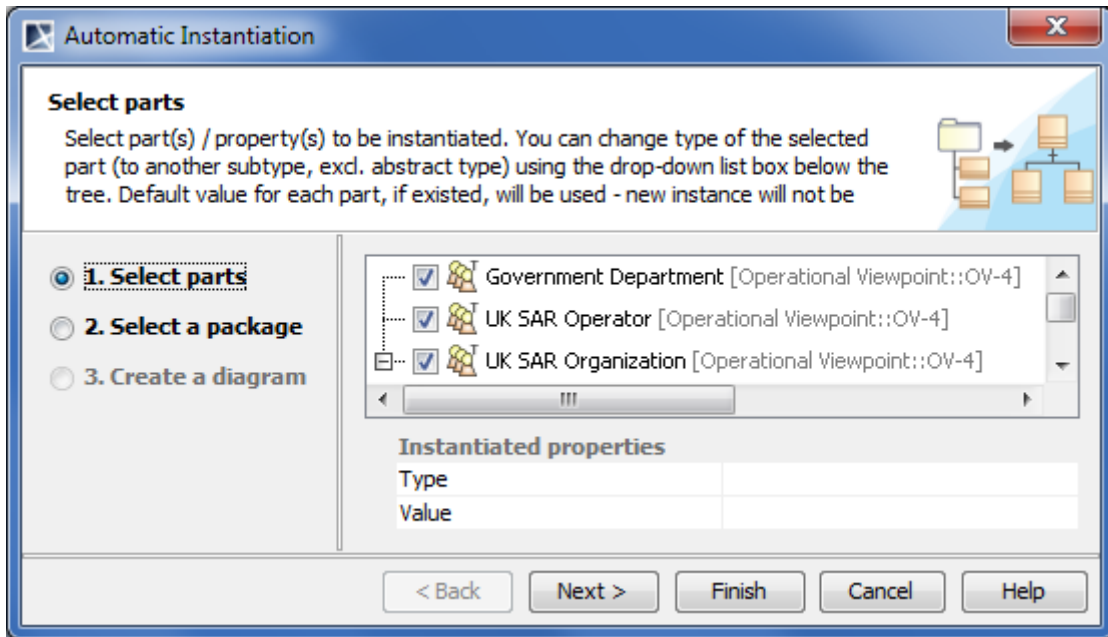 Automatic Instantiation
Select parts
Select part(s) / property(s) to be instantiated. You can change type of the selected
part (to another subtype, excl. abstract type) using the drop-down list box below the
tree. Default value for each part, if existed, will be used - new instance will not be
1. Select parts
2. Select a package
3. Create a diagram
Government Department [Operational Viewpoint::OV-4]
UK SAR Operator [Operational Viewpoint::OV-4]
UK SAR Organization [Operational Viewpoint::OV-4]
Instantiated properties
Type
Value
< Back Next > Finish Cancel Help